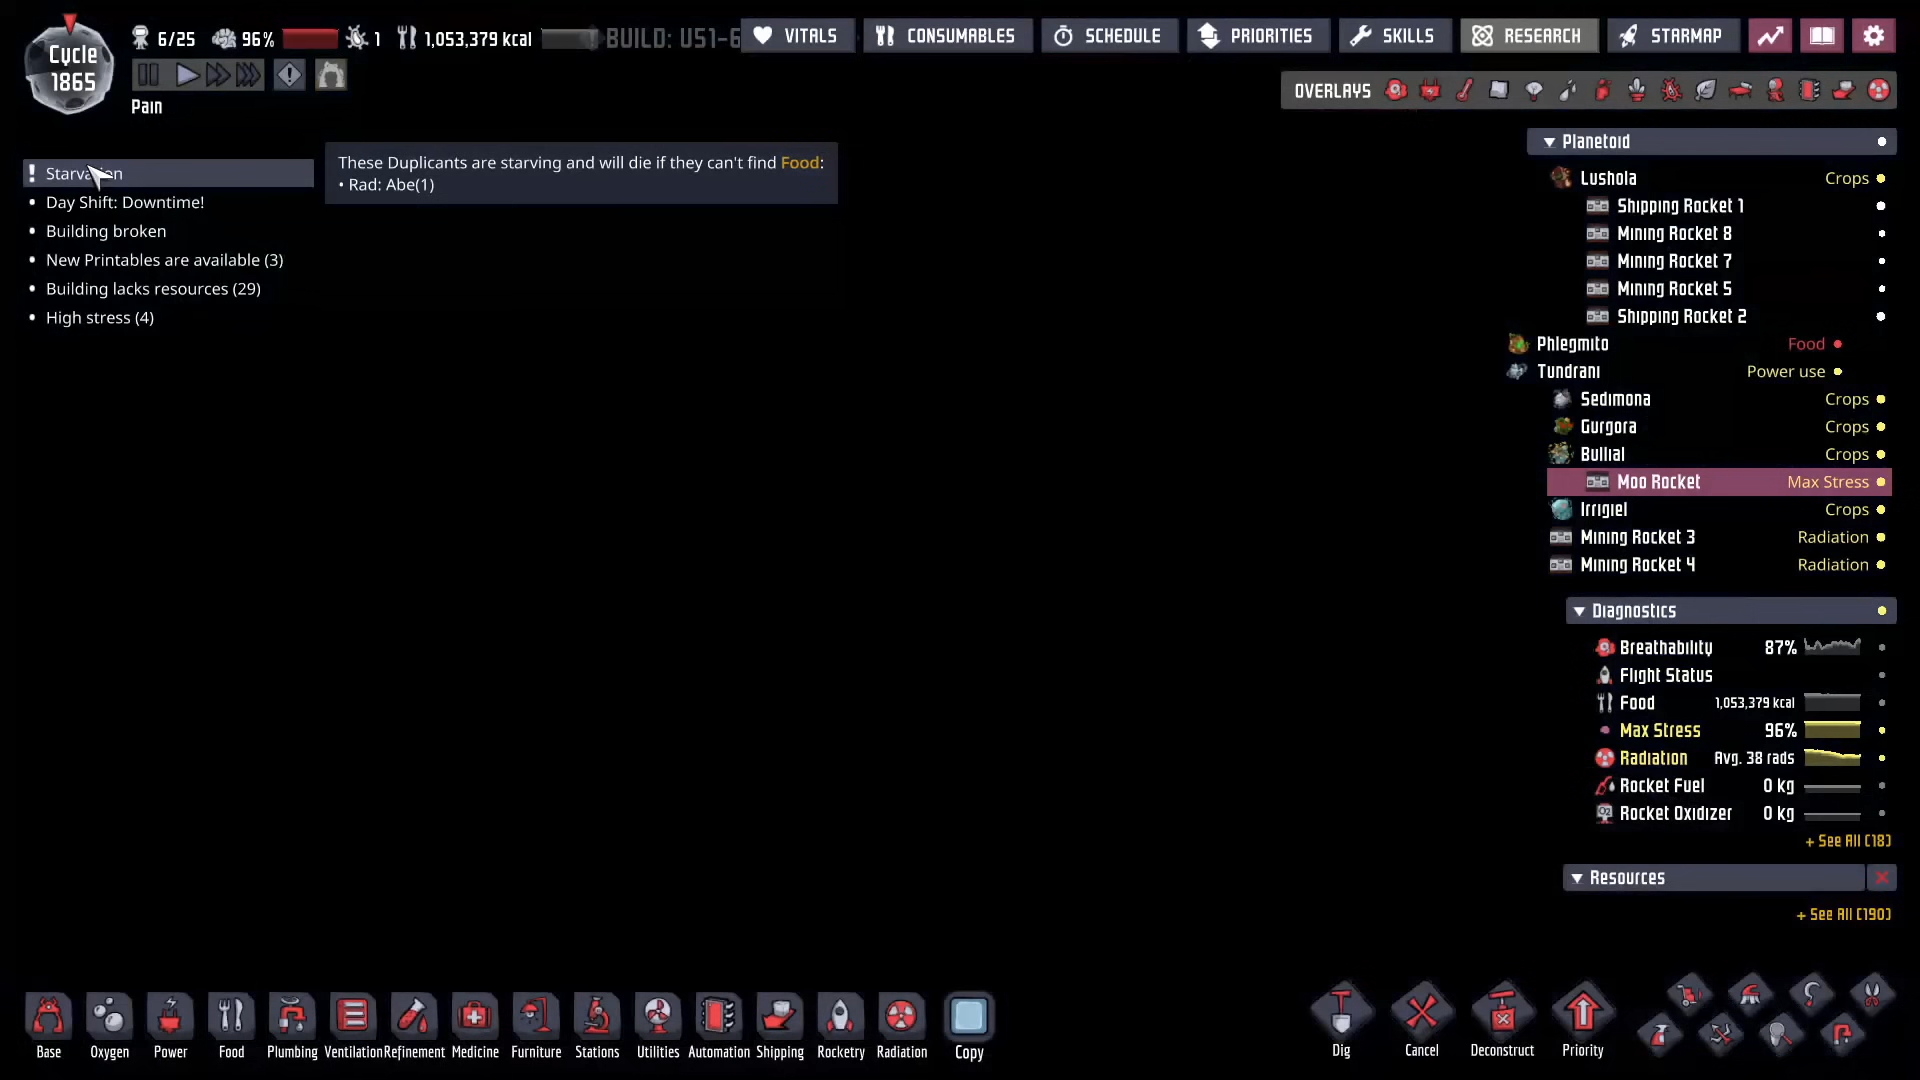 Cycle
1865
6/25
96%
1
1,053,379 kcal
BUILD: U51-6
VITALS
CONSUMABLES
SCHEDULE
PRIORITIES
SKILLS
RESEARCH
STARMAP
Pain
OVERLAYS
! Starvation
• Day Shift: Downtime!
• Building broken
• New Printables are available (3)
• Building lacks resources (29)
• High stress (4)
These Duplicants are starving and will die if they can't find Food:
• Rad: Abe(1)
Planetoid
Lushola Crops
Shipping Rocket 1
Mining Rocket 8
Mining Rocket 7
Mining Rocket 5
Shipping Rocket 2
Phlegmito Food
Tundrani Power use
Sedimona Crops
Gurgora Crops
Bullial Crops
Moo Rocket Max Stress
Irrigiel Crops
Mining Rocket 3 Radiation
Mining Rocket 4 Radiation
Diagnostics
Breathability 87%
Flight Status
Food 1,053,379 kcal
Max Stress 96%
Radiation Avg. 38 rads
Rocket Fuel 0 kg
Rocket Oxidizer 0 kg
+ See All (18)
Resources
+ See All (190)
Base
Oxygen
Power
Food
Plumbing
Ventilation
Refinement
Medicine
Furniture
Stations
Utilities
Automation
Shipping
Rocketry
Radiation
Copy
Dig
Cancel
Deconstruct
Priority